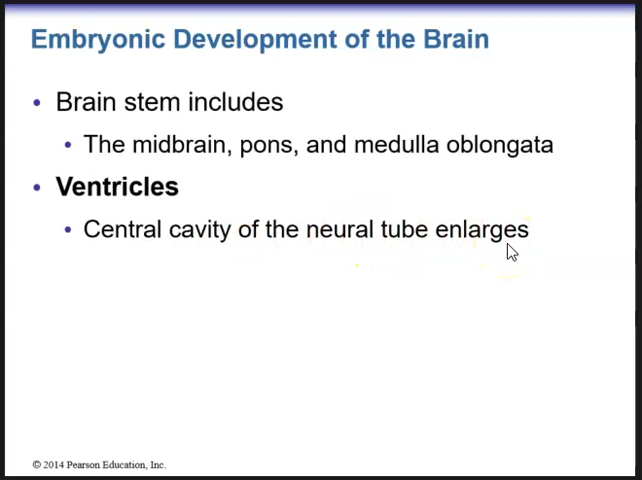 Embryonic Development of the Brain
• Brain stem includes
• The midbrain, pons, and medulla oblongata
• Ventricles
• Central cavity of the neural tube enlarges
© 2014 Pearson Education, Inc.